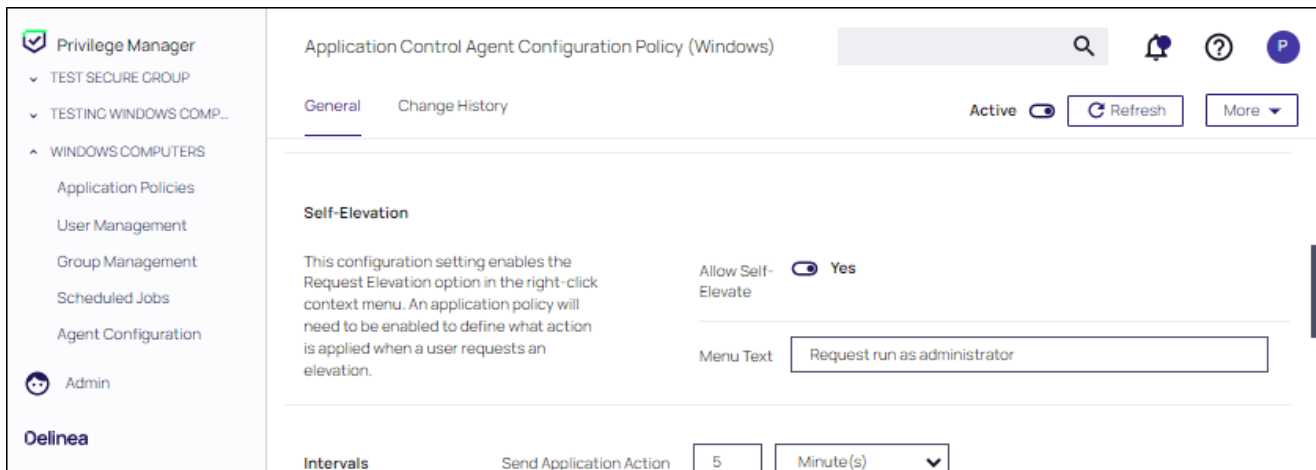 Privilege Manager
TEST SECURE GROUP
TESTING WINDOWS COMP...
WINDOWS COMPUTERS
Application Policies
User Management
Group Management
Scheduled Jobs
Agent Configuration
Admin
Delinea
Application Control Agent Configuration Policy (Windows)
P
General Change History
Active Refresh More
Self-Elevation
This configuration setting enables the
Request Elevation option in the right-click
context menu. An application policy will
need to be enabled to define what action
is applied when a user requests an
elevation.
Allow Self-
Elevate
Yes
Menu Text Request run as administrator
Intervals Send Application Action 5 Minute(s)